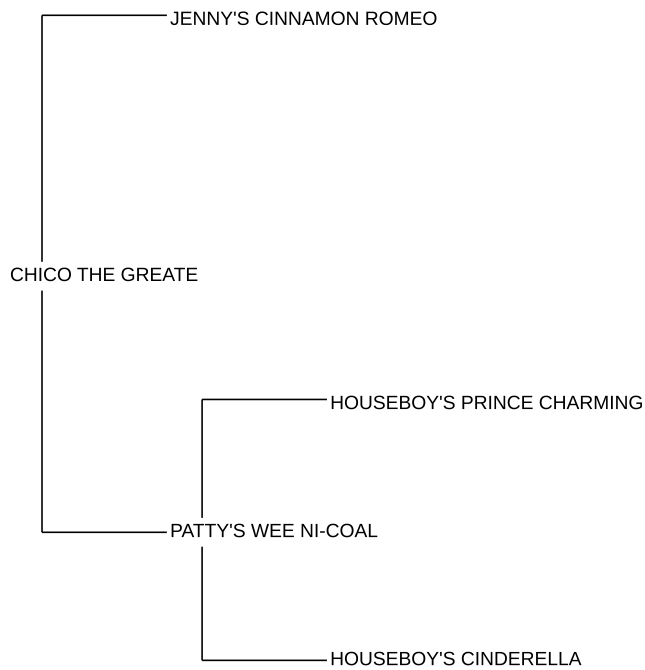 JENNY'S CINNAMON ROMEO
CHICO THE GREATE
HOUSEBOY'S PRINCE CHARMING
PATTY'S WEE NI-COAL
HOUSEBOY'S CINDERELLA